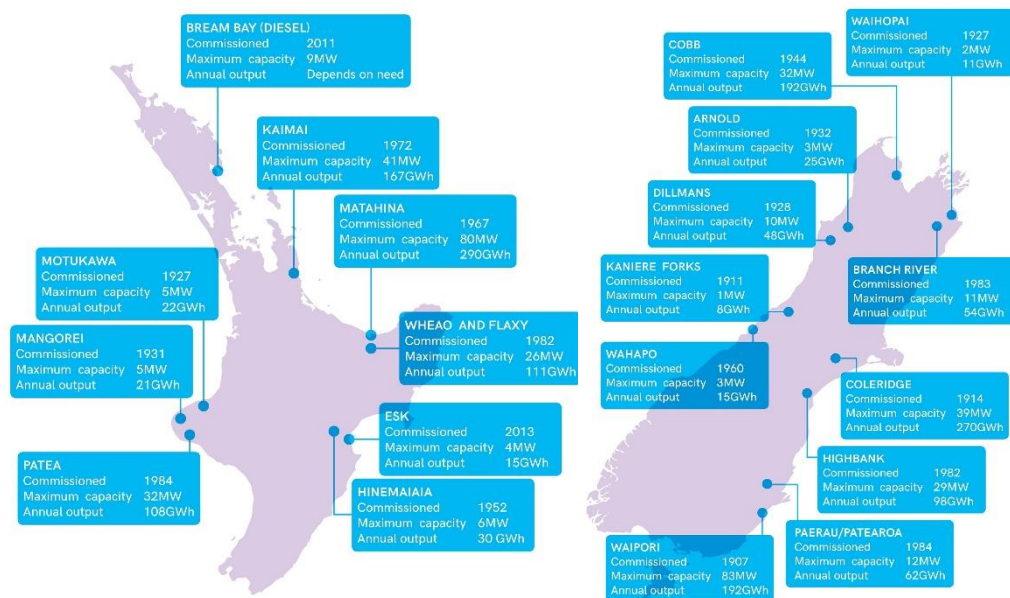 BREAM BAY (DIESEL)
Commissioned 2011
Maximum capacity 9MW
Annual output Depends on need
KAIMAI
Commissioned 1972
Maximum capacity 41MW
Annual output 167GWh
MATAHINA
Commissioned 1967
Maximum capacity 80MW
Annual output 290GWh
MOTUKAWA
Commissioned 1927
Maximum capacity 5MW
Annual output 22GWh
WHEAO AND FLAXY
Commissioned 1982
Maximum capacity 26MW
Annual output 111GWh
MANGOREI
Commissioned 1931
Maximum capacity 5MW
Annual output 21GWh
ESK
Commissioned 2013
Maximum capacity 4MW
Annual output 15GWh
PATEA
Commissioned 1984
Maximum capacity 32MW
Annual output 108GWh
HINEMAIAIA
Commissioned 1952
Maximum capacity 6MW
Annual output 30 GWh
WAIHOPAI
Commissioned 1927
Maximum capacity 2MW
Annual output 11GWh
COBB
Commissioned 1944
Maximum capacity 32MW
Annual output 192GWh
ARNOLD
Commissioned 1932
Maximum capacity 3MW
Annual output 25GWh
DILLMANS
Commissioned 1928
Maximum capacity 10MW
Annual output 48GWh
KANIERE FORKS
Commissioned 1911
Maximum capacity 1MW
Annual output 8GWh
BRANCH RIVER
Commissioned 1983
Maximum capacity 11MW
Annual output 54GWh
WAHAPO
Commissioned 1960
Maximum capacity 3MW
Annual output 15GWh
COLERIDGE
Commissioned 1914
Maximum capacity 39MW
Annual output 270GWh
HIGHBANK
Commissioned 1982
Maximum capacity 29MW
Annual output 98GWh
PAERAU/PATEAROA
Commissioned 1984
Maximum capacity 12MW
Annual output 62GWh
WAIPORI
Commissioned 1907
Maximum capacity 83MW
Annual output 192GWh